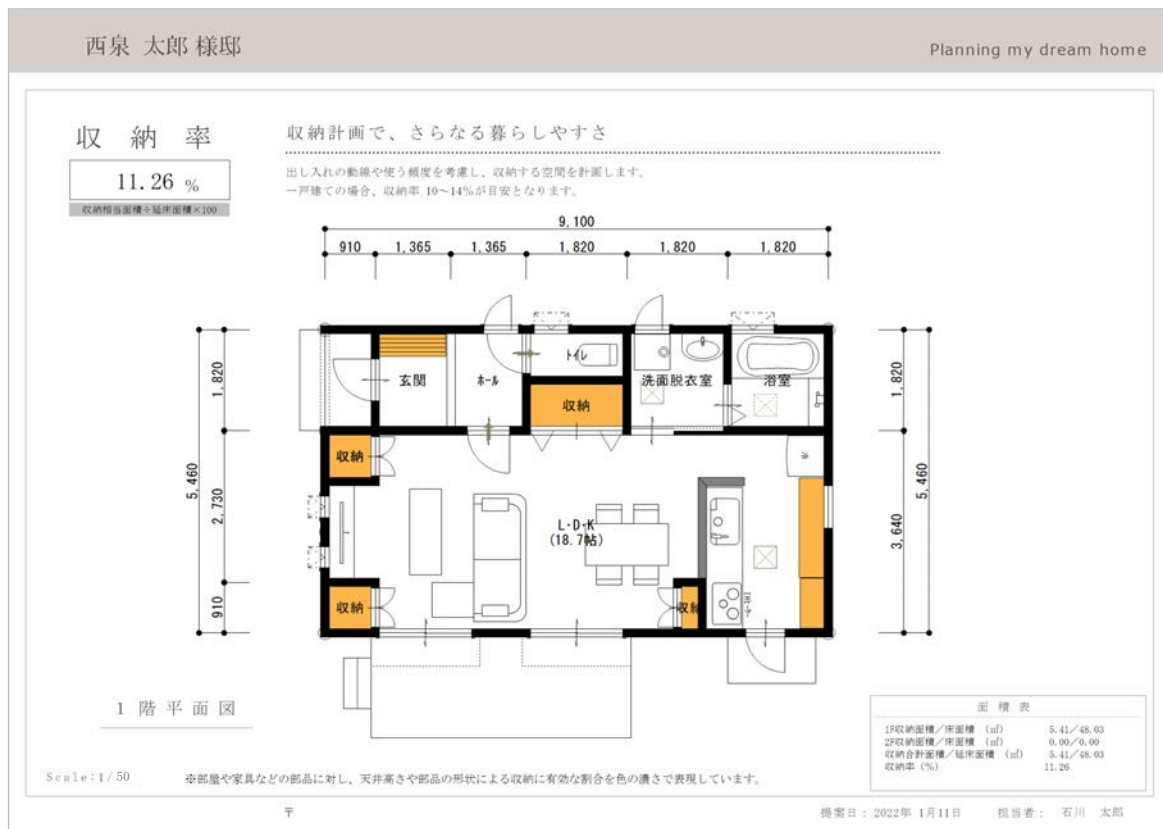 西泉 太郎 様邸
Planning my dream home
収納率
収納計画で、さらなる暮らしやすさ
11.26 %
収納相当面積÷延床面積×100
出し入れの動線や使う頻度を考慮し、収納する空間を計画します。
一戸建ての場合、収納率 10～14%が目安となります。
9,100
910 1,365 1,365 1,820 1,820 1,820
1,820
2,730
910
5,460
1,820
3,640
5,460
玄関
ホール
トイレ
洗面脱衣室
浴室
収納
収納
冷
L・D・K
(18.7帖)
収納
収納
1階平面図
面積表
1F収納面積／床面積 (㎡) 5.41／48.03
2F収納面積／床面積 (㎡) 0.00／0.00
収納合計面積／延床面積 (㎡) 5.41／48.03
収納率 (%) 11.26
Scale:1/50
※部屋や家具などの部品に対し、天井高さや部品の形状による収納に有効な割合を色の濃さで表現しています。
〒
提案日：2022年 1月11日
担当者： 石川 太郎